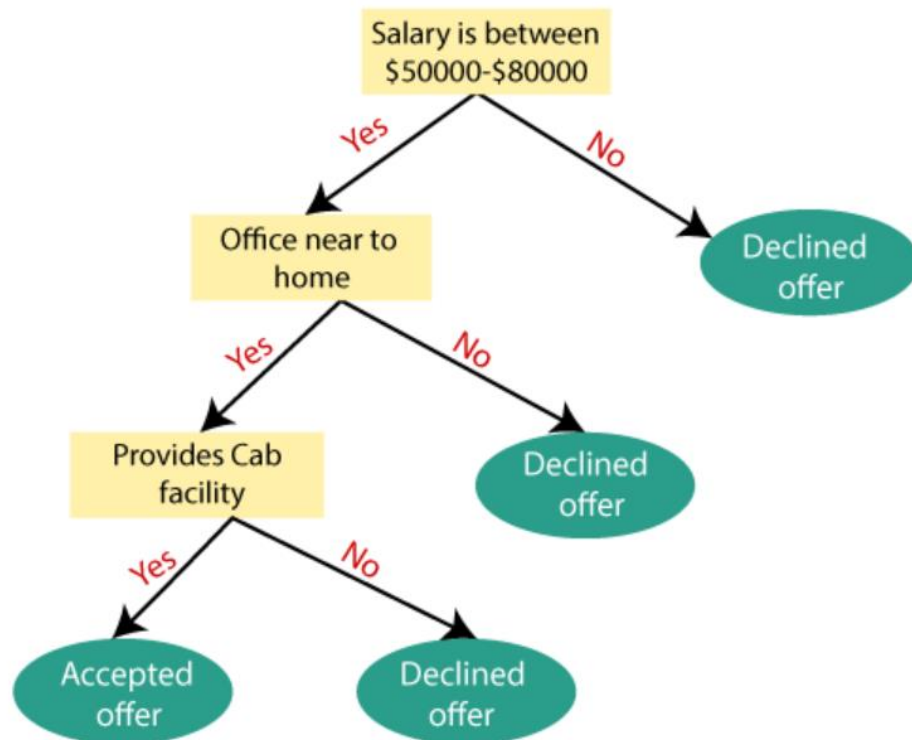 Salary is between
$50000-$80000
Yes
No
Office near to
home
Declined
offer
Yes
No
Provides Cab
facility
Declined
offer
Yes
No
Accepted
offer
Declined
offer